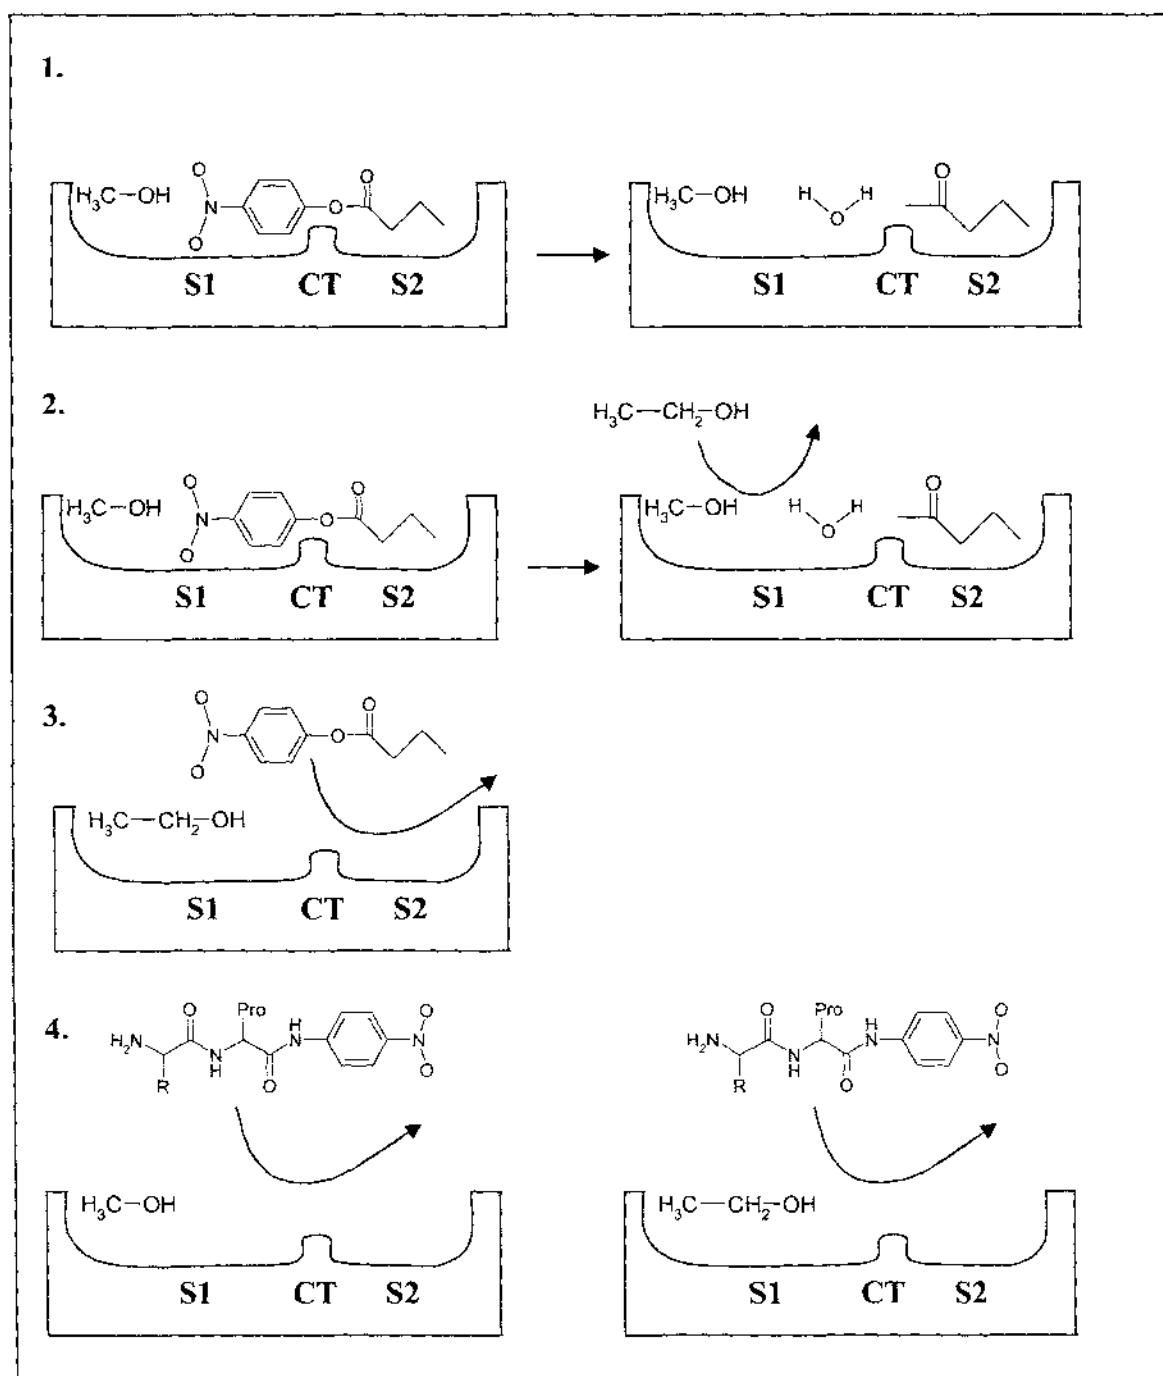 1.
H3C–OH O N O O O
H3C–OH H O H O
S1 CT S2
S1 CT S2
2.
H3C–CH2–OH
H3C–OH O N O O O
H3C–OH H O H O
S1 CT S2
S1 CT S2
3.
O N O O O
H3C–CH2–OH
S1 CT S2
4.
H2N R O N H Pro O H N N O O
H2N R O N H Pro O H N N O O
H3C–OH
H3C–CH2–OH
S1 CT S2
S1 CT S2